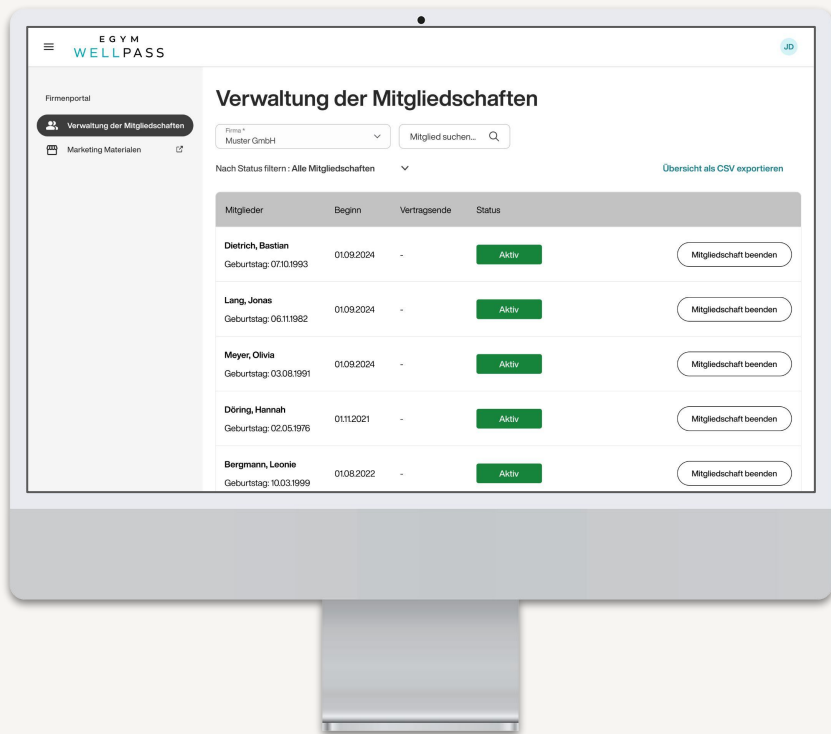 EGYM
WELLPASS
JD
Firmenportal
Verwaltung der Mitgliedschaften
Marketing Materialen
Verwaltung der Mitgliedschaften
Firma *
Muster GmbH
Mitglied suchen...
Nach Status filtern : Alle Mitgliedschaften
Übersicht als CSV exportieren
Mitglieder Beginn Vertragsende Status
Dietrich, Bastian
Geburtstag: 07.10.1993
01.09.2024 - Aktiv Mitgliedschaft beenden
Lang, Jonas
Geburtstag: 06.11.1982
01.09.2024 - Aktiv Mitgliedschaft beenden
Meyer, Olivia
Geburtstag: 03.08.1991
01.09.2024 - Aktiv Mitgliedschaft beenden
Döring, Hannah
Geburtstag: 02.05.1976
01.11.2021 - Aktiv Mitgliedschaft beenden
Bergmann, Leonie
Geburtstag: 10.03.1999
01.08.2022 - Aktiv Mitgliedschaft beenden